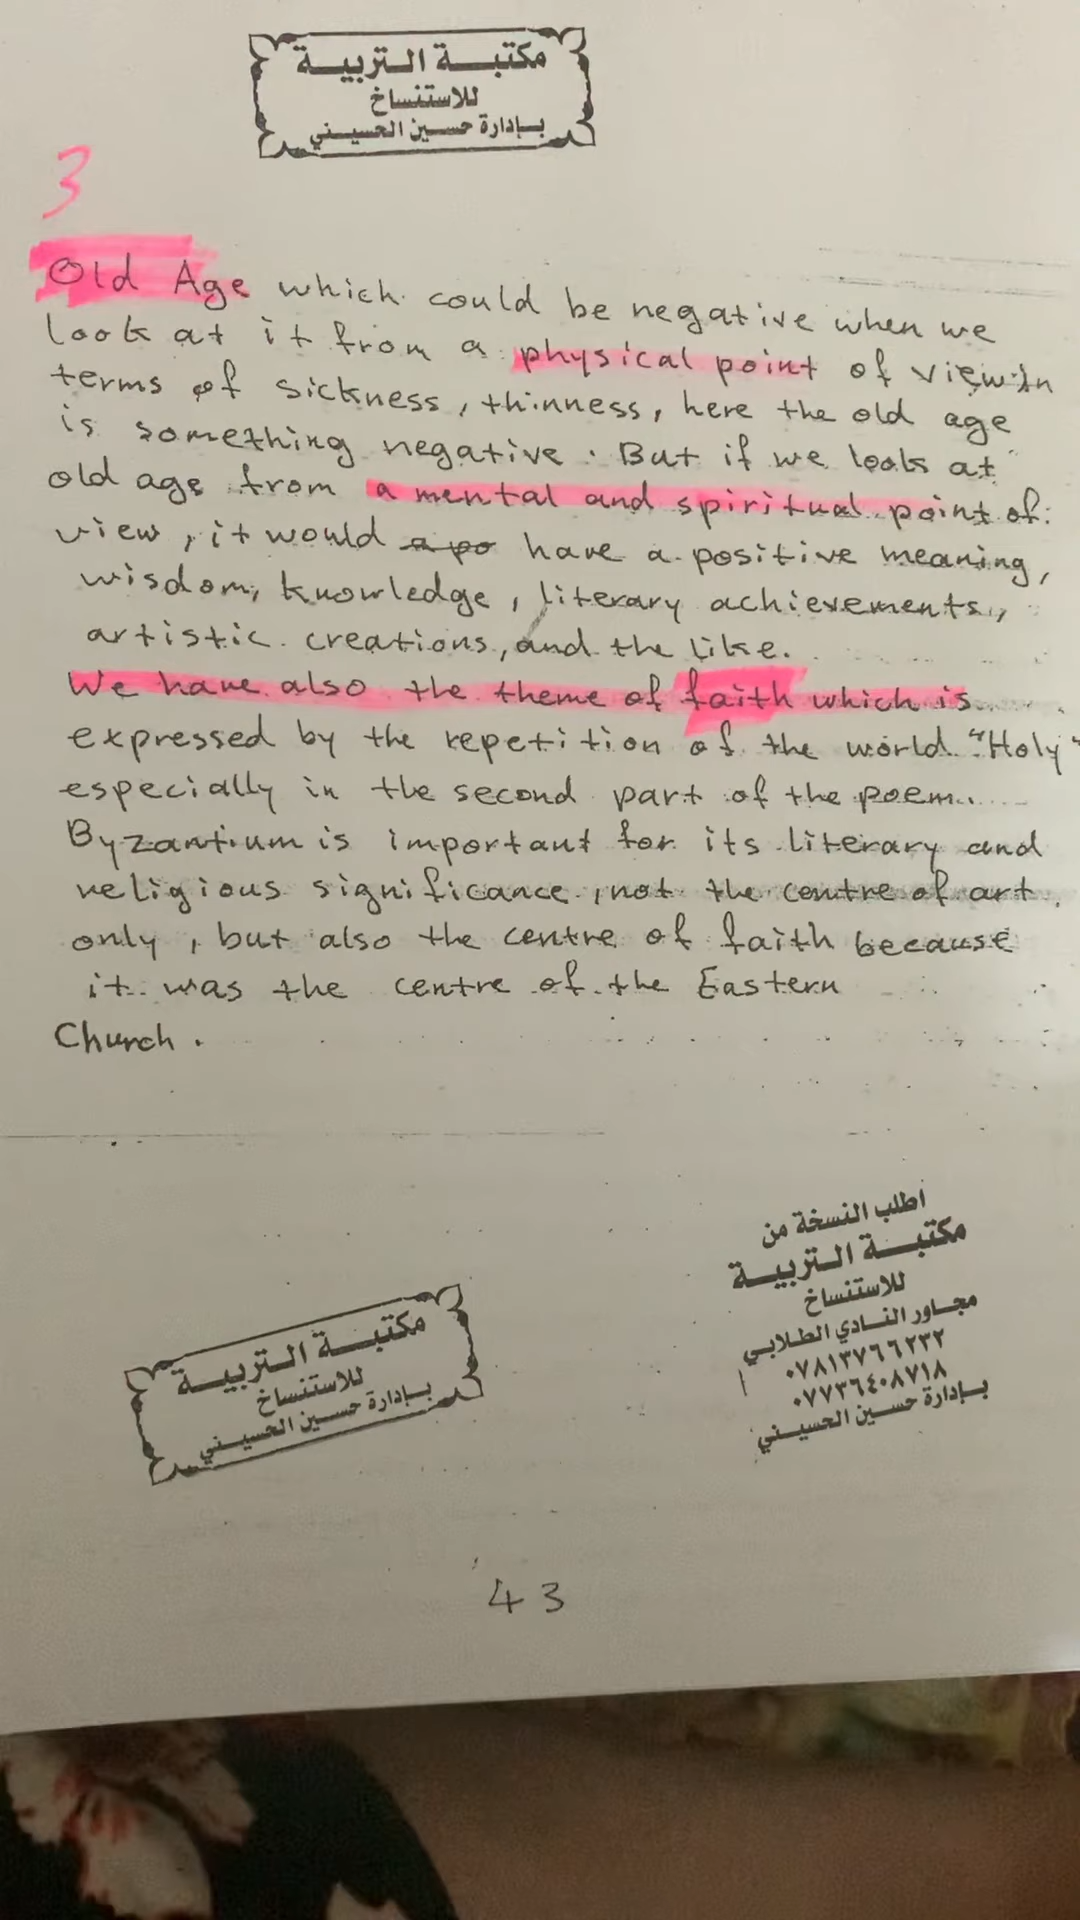 مكتبة التربية
للاستنساخ
بإدارة حسين الحسيني
3
Old Age which could be negative when we
look at it from a physical point of view in
terms of sickness, thinness, here the old age
is something negative. But if we look at
old age from a mental and spiritual point of
view, it would a po have a positive meaning,
wisdom, knowledge, literary achievements,
artistic creations, and the like.
We have also the theme of faith which is
expressed by the repetition of the world "Holy"
especially in the second part of the poem.
Byzantium is important for its literary and
religious significance, not the centre of art
only, but also the centre of faith because
it was the centre of the Eastern
Church.
اطلب النسخة من
مكتبة التربية
للاستنساخ
مجاور النادي الطلابي
٠٧٨١٣٧٦٦٢٣٢
٠٧٧٣٦٤٠٨٧١٨
بإدارة حسين الحسيني
مكتبة التربية
للاستنساخ
بإدارة حسين الحسيني
43